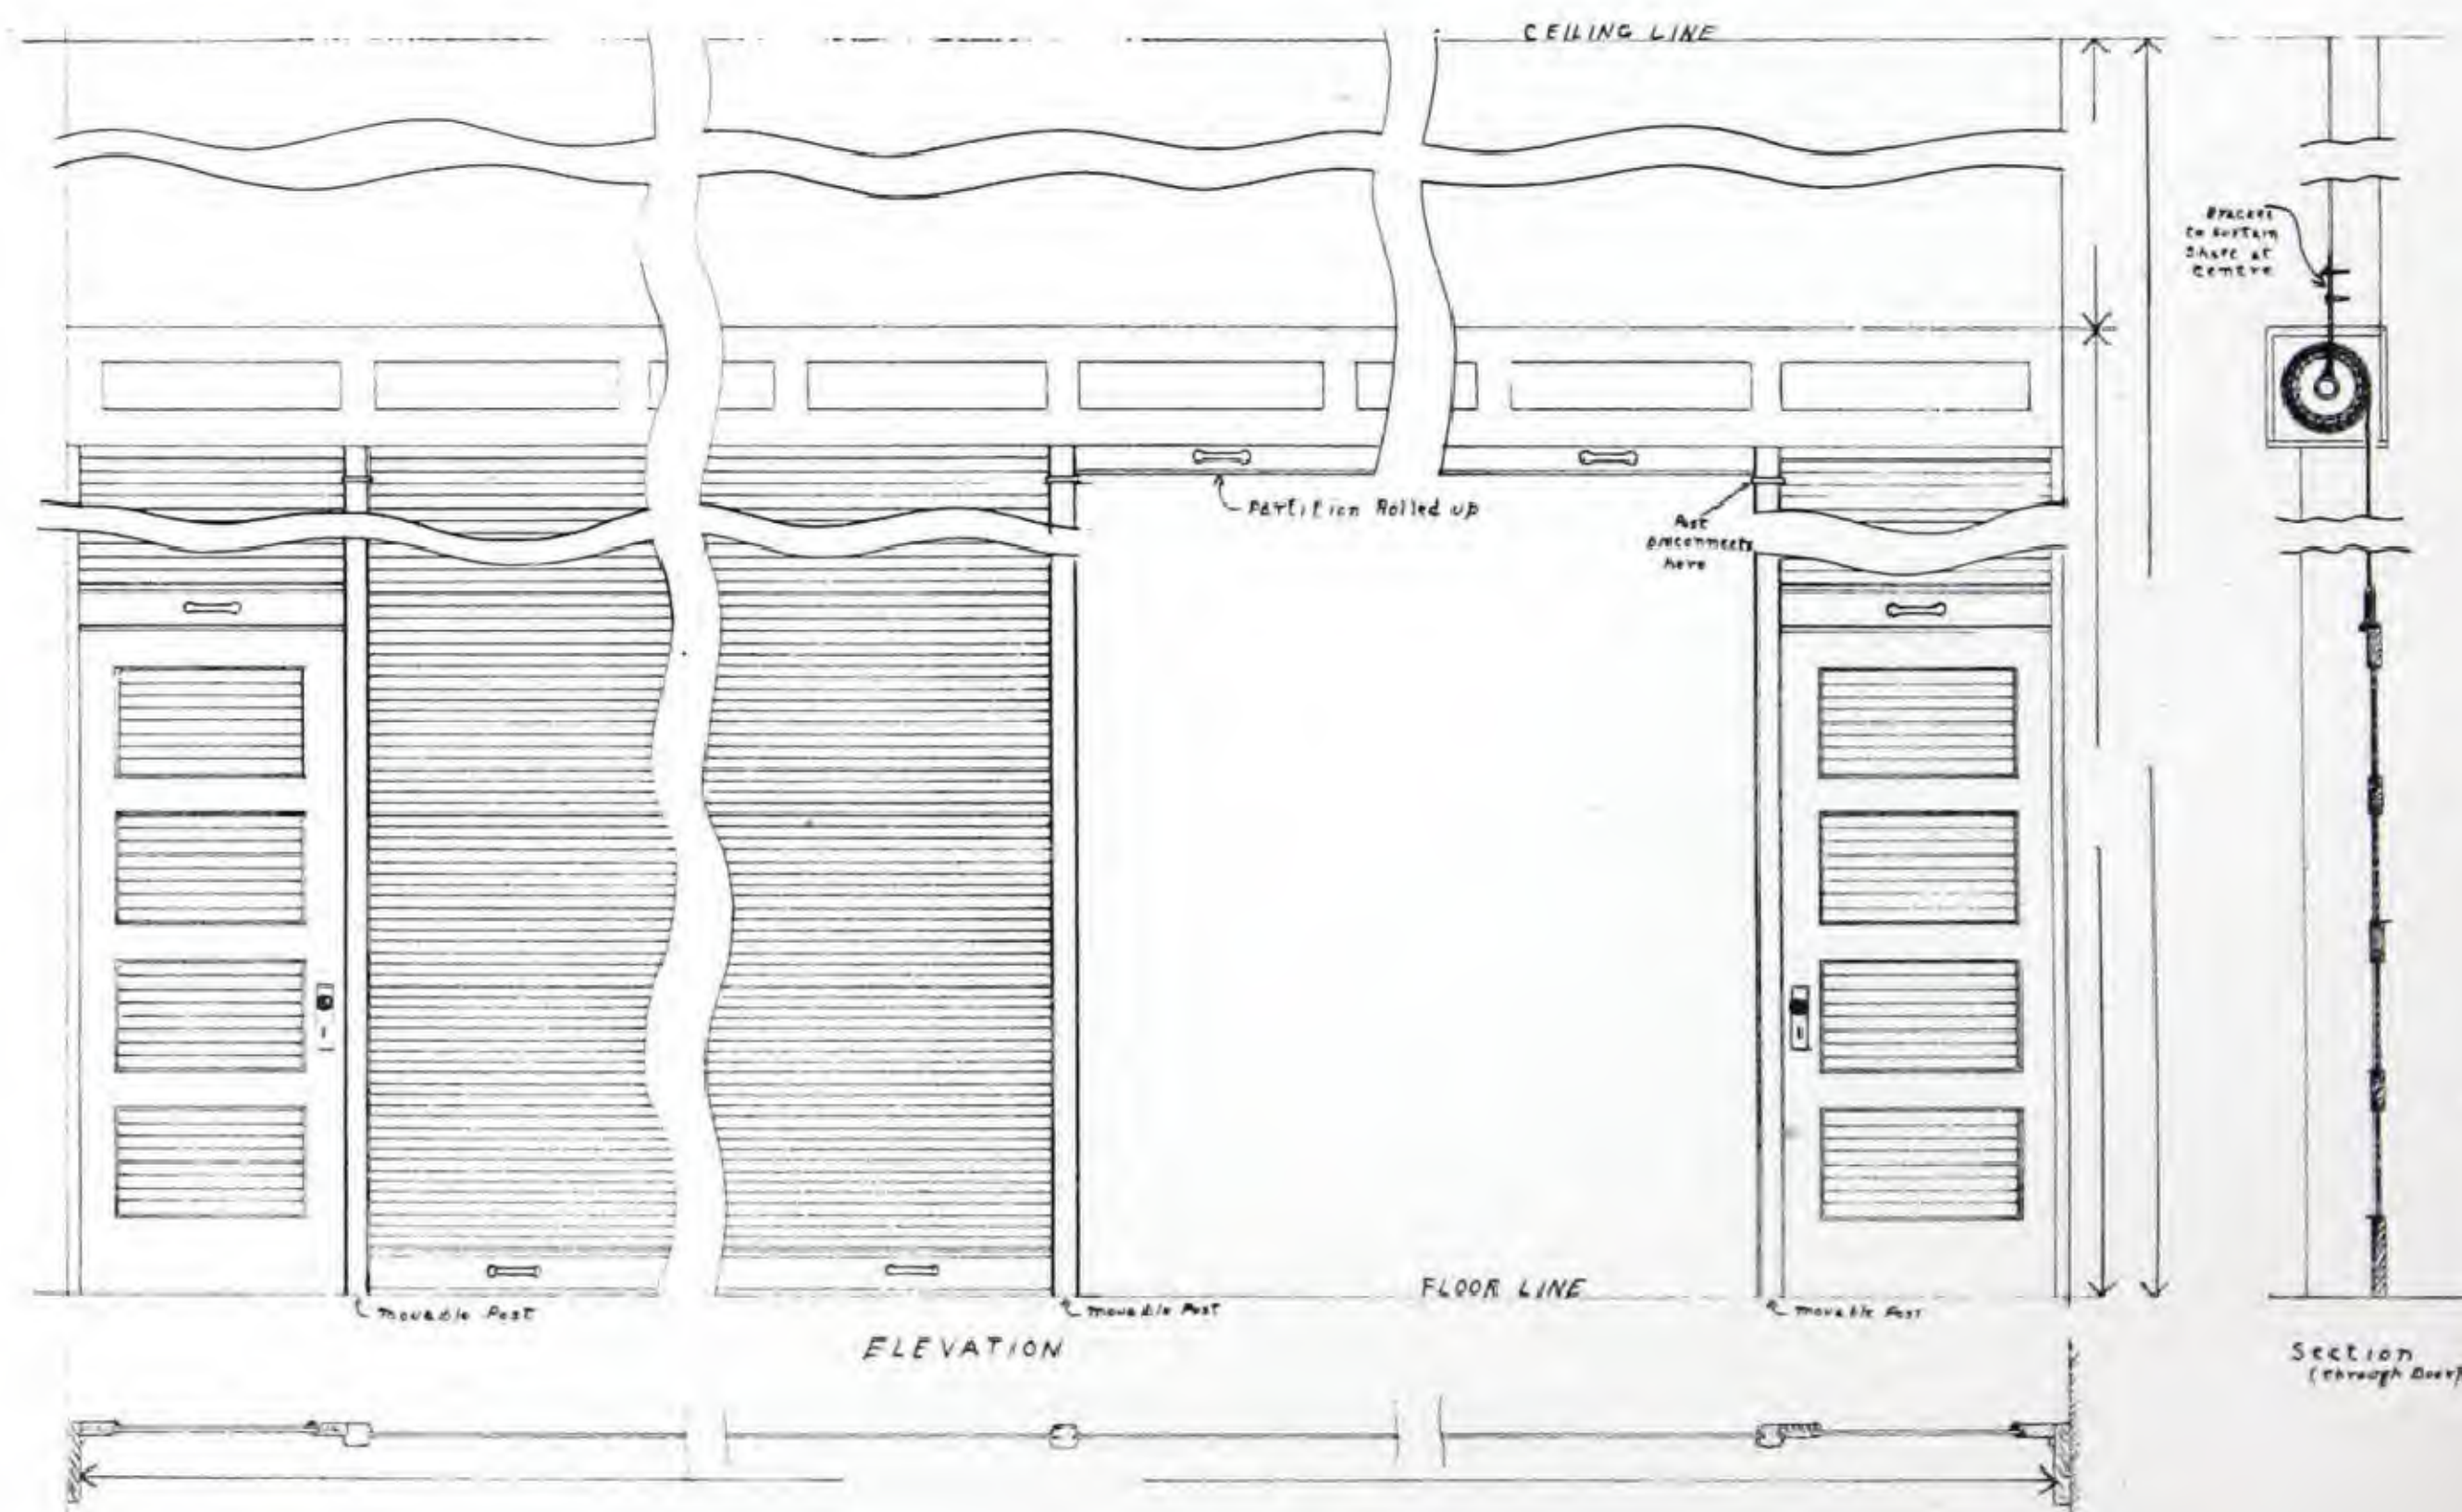 CEILING LINE
Bracket
to sustain
Shaft at
Centre
Partition Rolled up
Post
Disconnects
here
FLOOR LINE
Movable Post
Movable Post
Movable Post
ELEVATION
Section
(through Door)